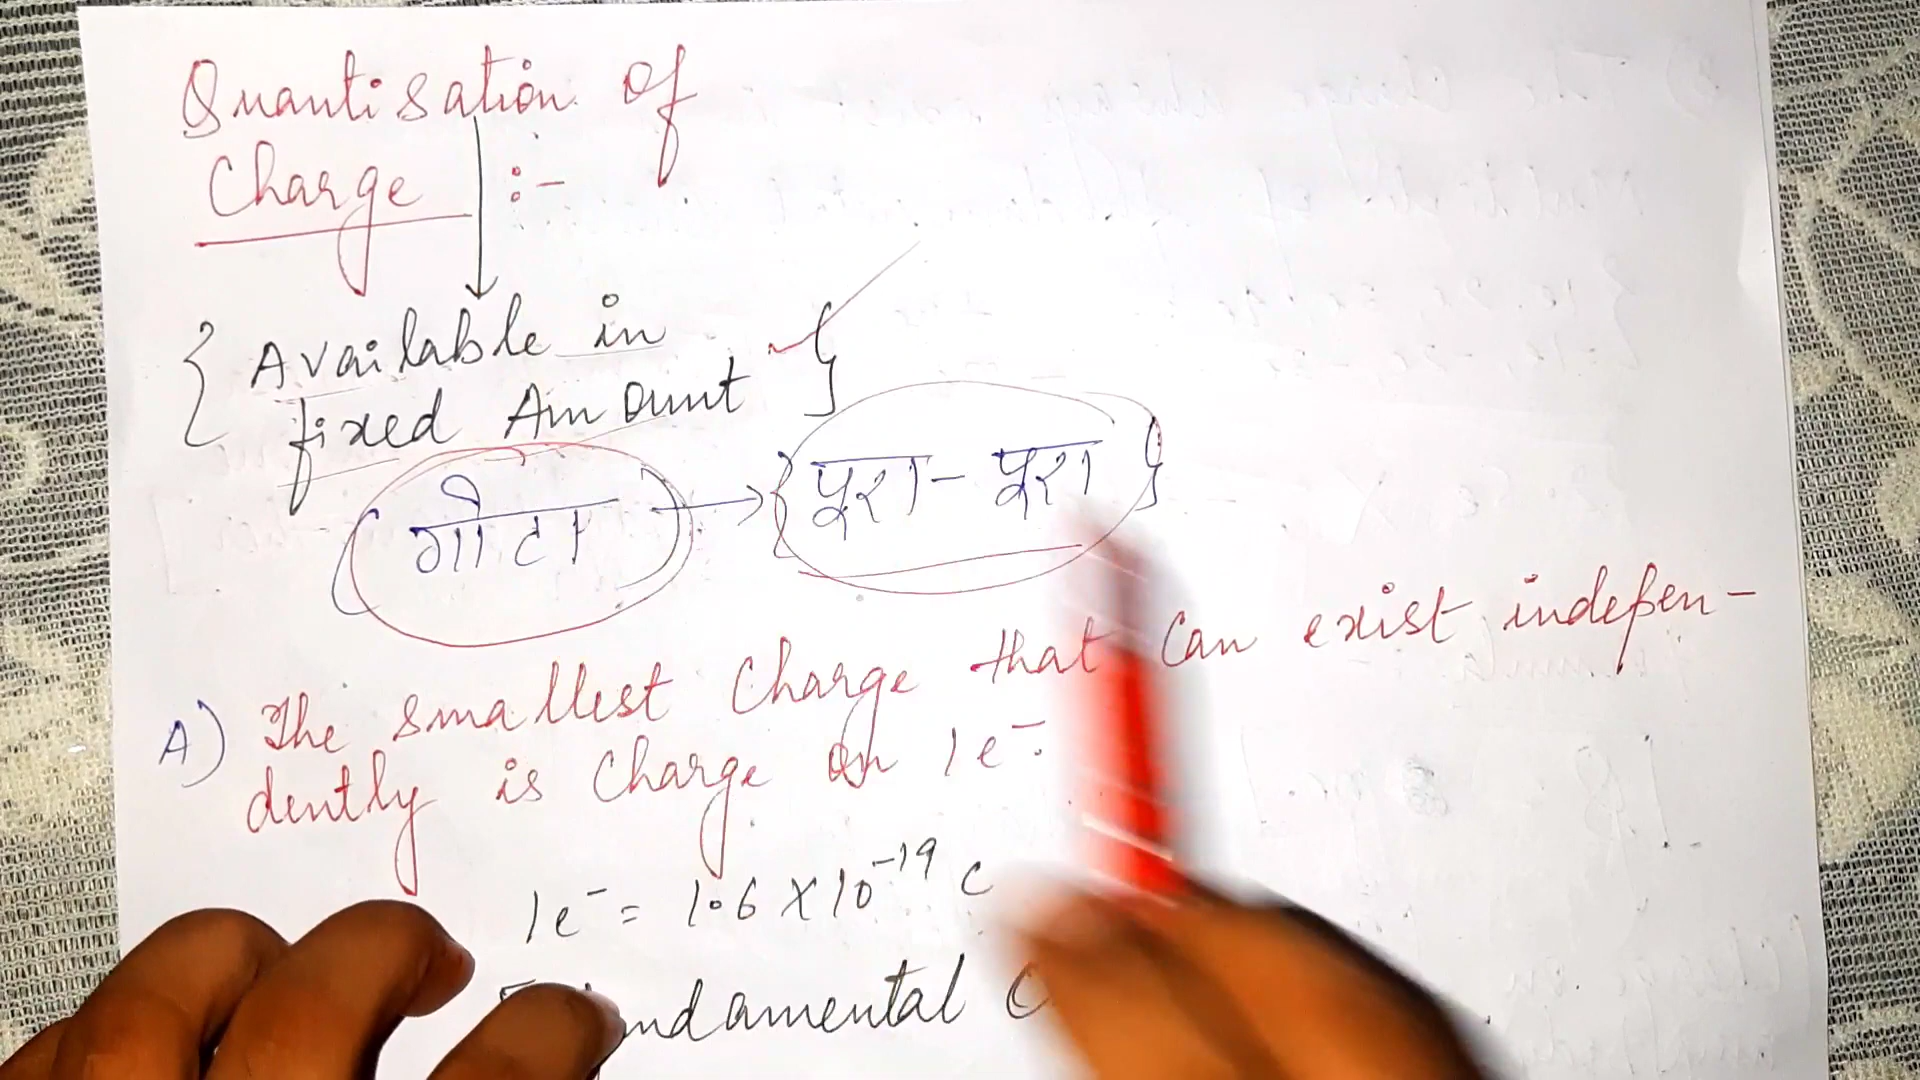 Quantisation of
Charge :-
{ Available in
fixed Amount }
( गोटा ) → { पूरा - पूरा }
A) The smallest charge that can exist indepen-
dently is charge on 1e⁻.
1e⁻ = 1.6 × 10⁻¹⁹ C